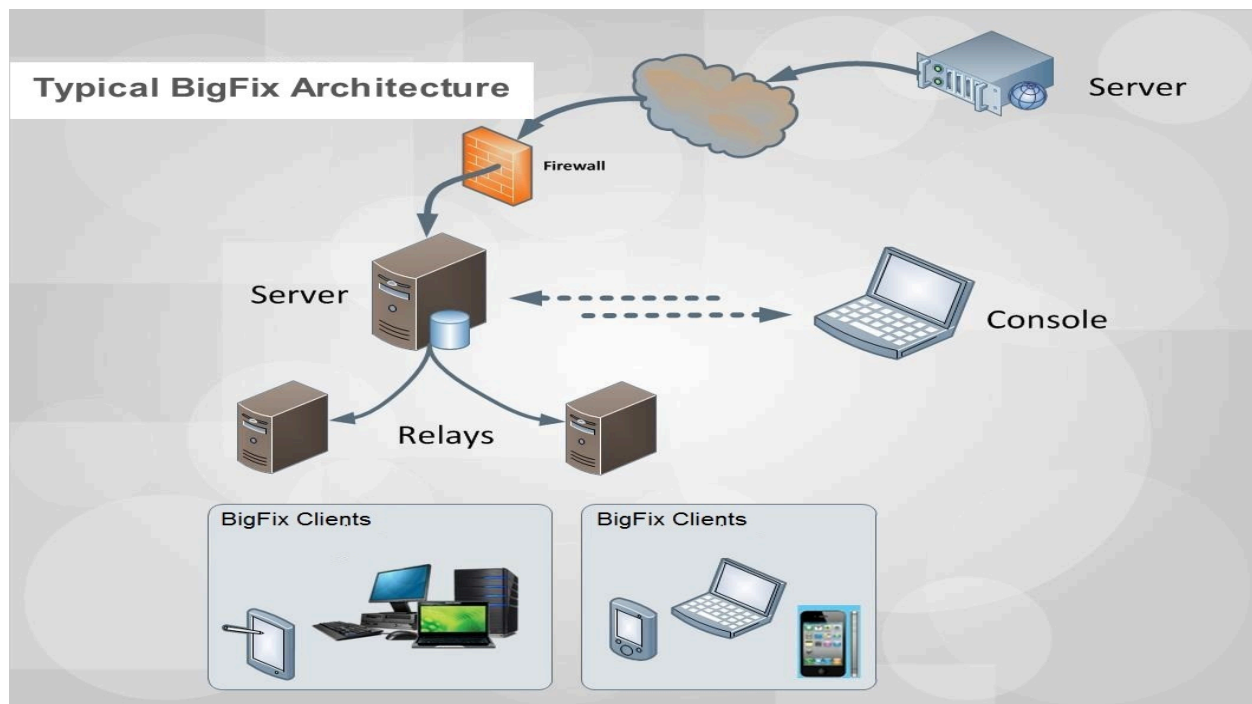 Typical BigFix Architecture
Server
Firewall
Server
Console
Relays
BigFix Clients
BigFix Clients